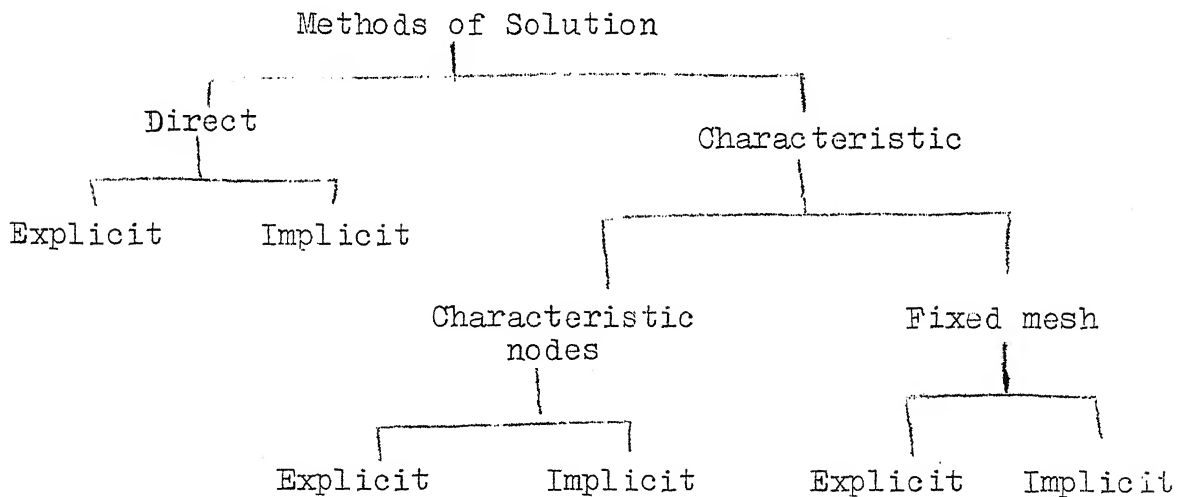 Methods of Solution
Direct
Characteristic
Explicit Implicit
Characteristic
nodes
Fixed mesh
Explicit Implicit Explicit Implicit